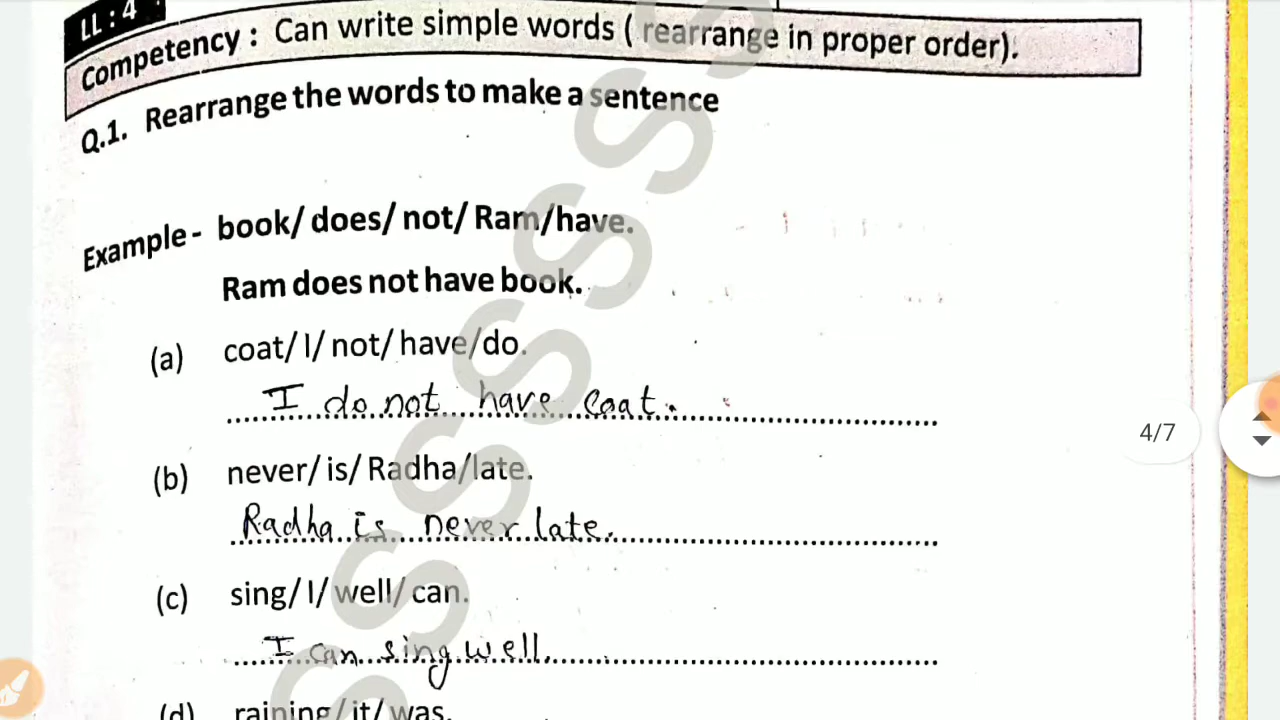 LL : 4
Competency : Can write simple words ( rearrange in proper order).
Q.1. Rearrange the words to make a sentence
Example - book/ does/ not/ Ram/have.
Ram does not have book.
(a) coat/ I/ not/ have/do.
I do not have coat.
(b) never/ is/ Radha/late.
Radha is never late.
4/7
(c) sing/ I/ well/ can.
I can sing well.
(d) raining/ it/ was.
SSSSSS